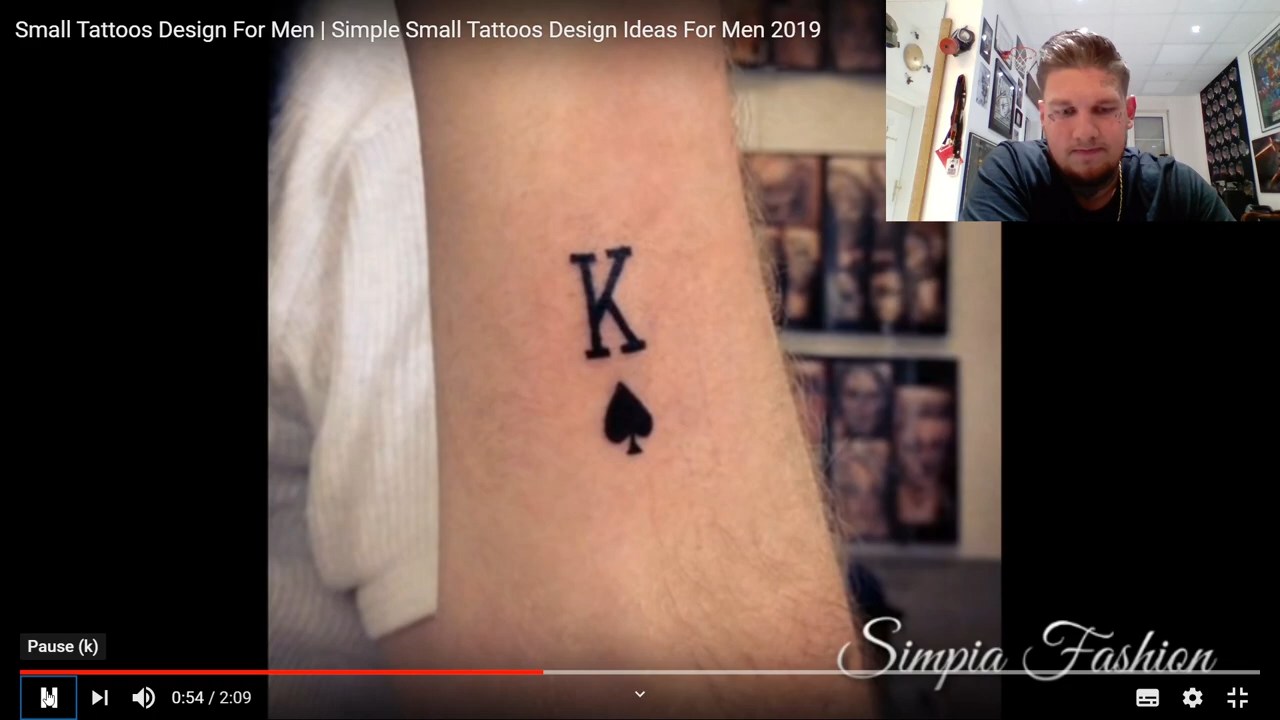 Small Tattoos Design For Men | Simple Small Tattoos Design Ideas For Men 2019
K
Pause (k)
Simpia Fashion
0:54 / 2:09